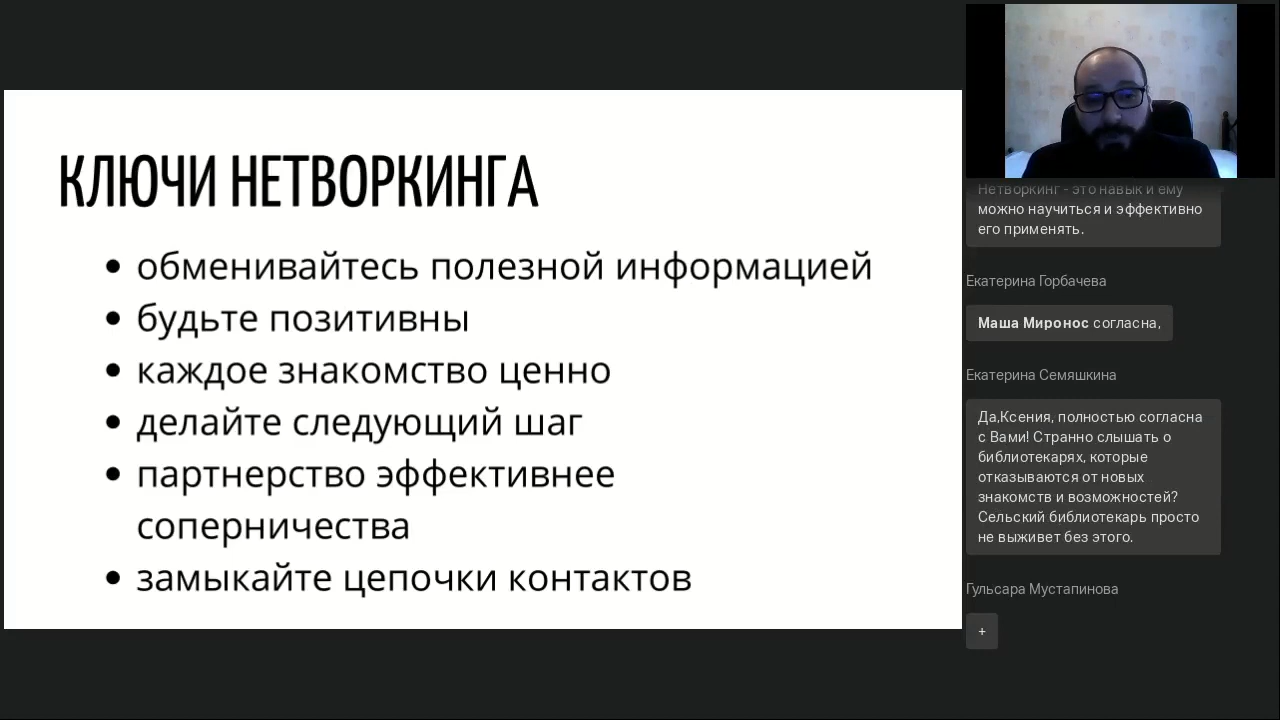 КЛЮЧИ НЕТВОРКИНГА
• обменивайтесь полезной информацией
• будьте позитивны
• каждое знакомство ценно
• делайте следующий шаг
• партнерство эффективнее
соперничества
• замыкайте цепочки контактов
Нетворкинг - это навык и ему
можно научиться и эффективно
его применять.
Екатерина Горбачева
Маша Миронос согласна,
Екатерина Семяшкина
Да,Ксения, полностью согласна
с Вами! Странно слышать о
библиотекарях, которые
отказываются от новых
знакомств и возможностей?
Сельский библиотекарь просто
не выживет без этого.
Гульсара Мустапинова
+